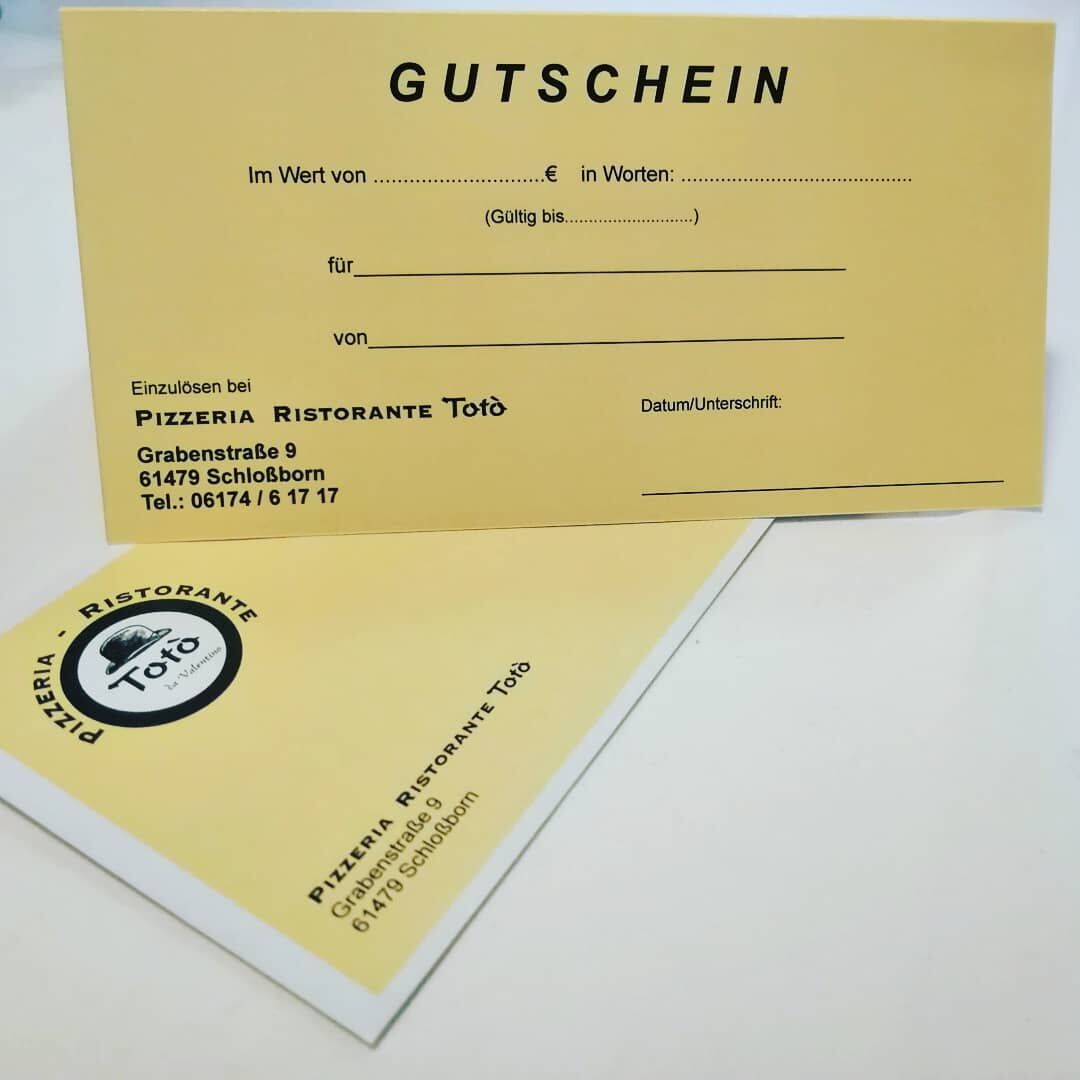 GUTSCHEIN
Im Wert von .............................€ in Worten: .......................................
(Gültig bis...........................)
für
von
Einzulösen bei
PIZZERIA RISTORANTE Totò
Datum/Unterschrift:
Grabenstraße 9
61479 Schloßborn
Tel.: 06174 / 6 17 17
PIZZERIA - RISTORANTE
Totò
da Valentino
PIZZERIA RISTORANTE Totò
Grabenstraße 9
61479 Schloßborn